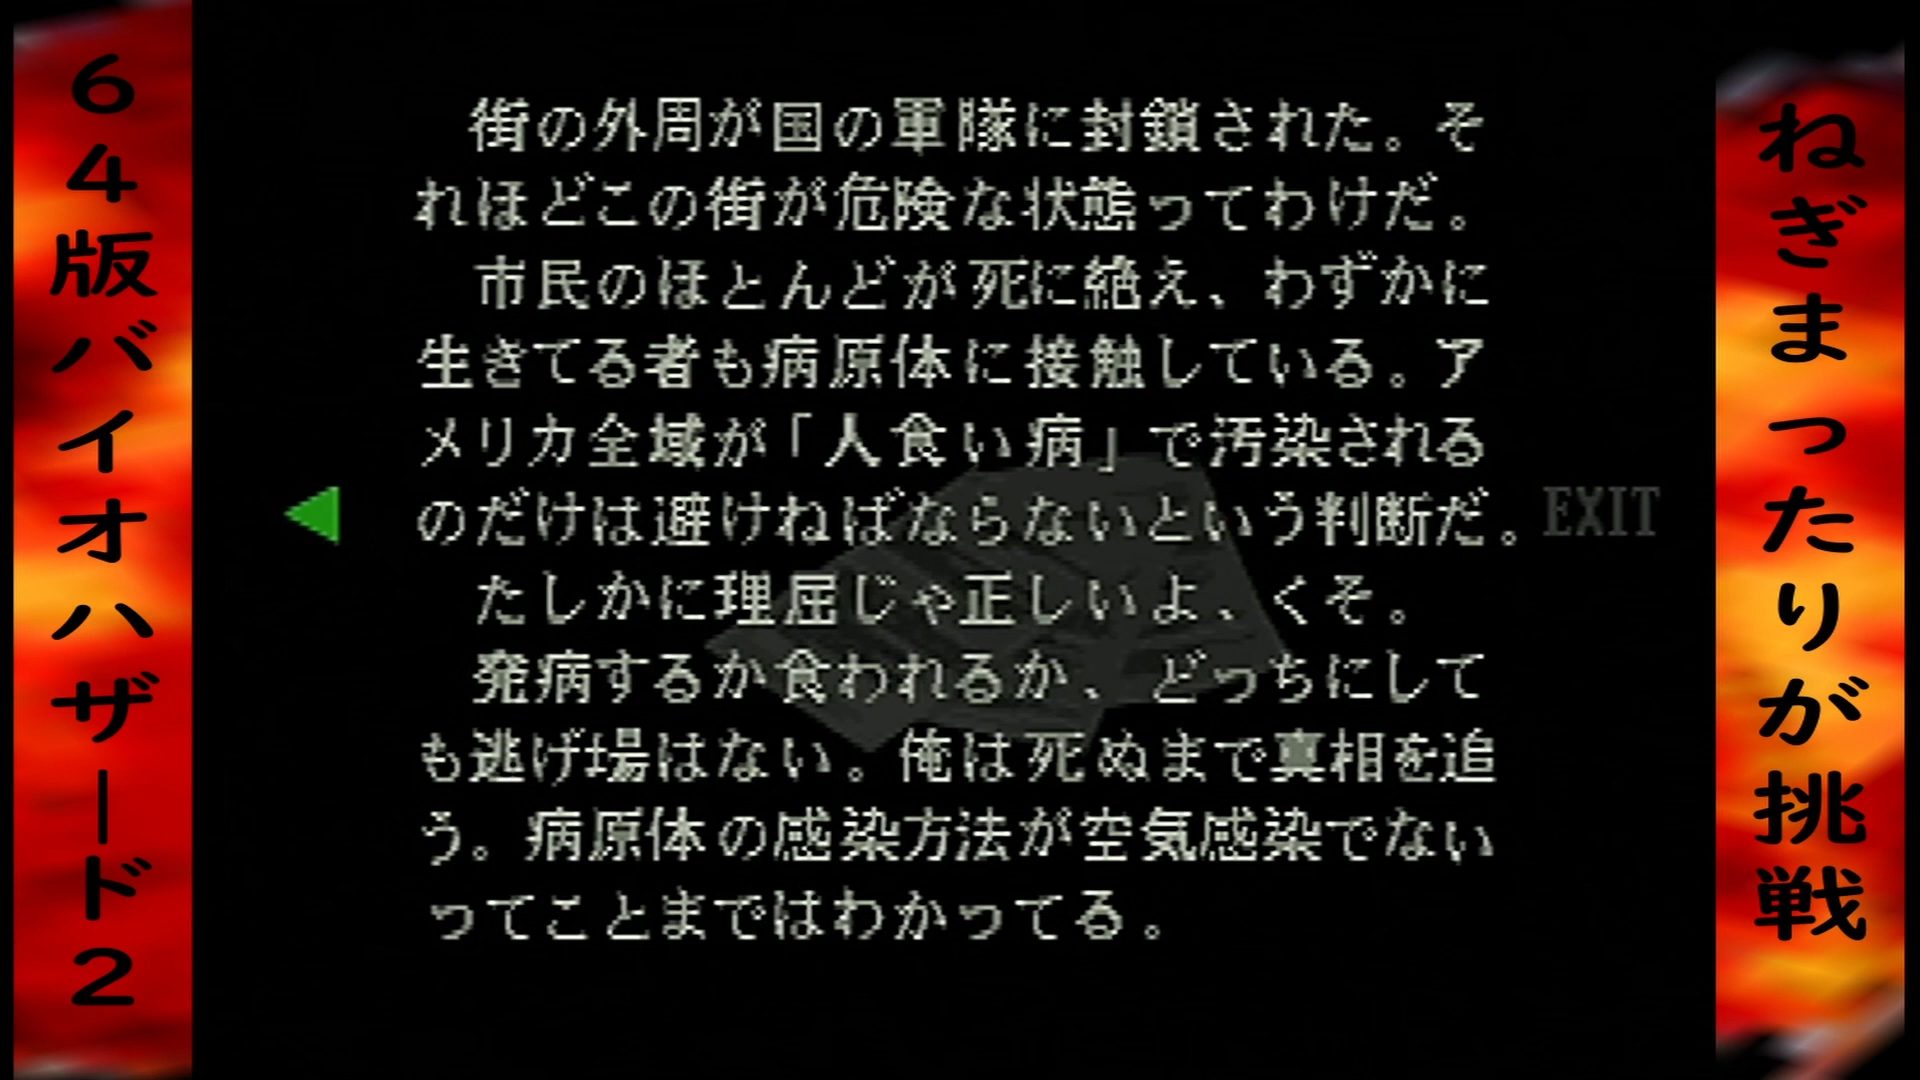 64版バイオハザード2
街の外周が国の軍隊に封鎖された。そ
れほどこの街が危険な状態ってわけだ。
市民のほとんどが死に絶え、わずかに
生きてる者も病原体に接触している。ア
メリカ全域が「人食い病」で汚染される
のだけは避けねばならないという判断だ。
たしかに理屈じゃ正しいよ、くそ。
発病するか食われるか、どっちにして
も逃げ場はない。俺は死ぬまで真相を追
う。病原体の感染方法が空気感染でない
ってことまではわかってる。
EXIT
ねぎまったりが挑戦